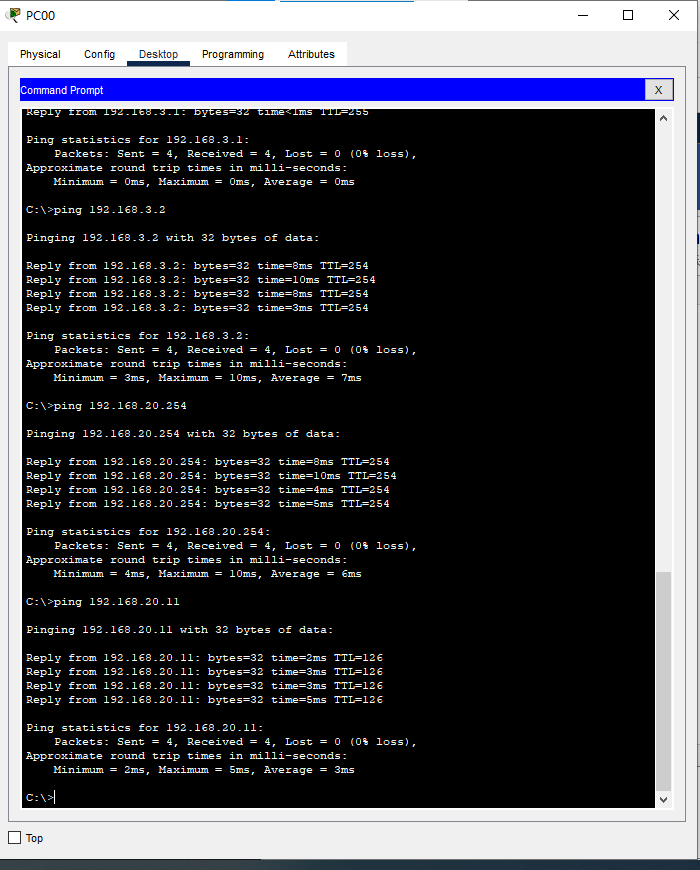 PC00
Physical Config Desktop Programming Attributes
Command Prompt X
Reply from 192.168.3.1: bytes=32 time<1ms TTL=255
Ping statistics for 192.168.3.1:
Packets: Sent = 4, Received = 4, Lost = 0 (0% loss),
Approximate round trip times in milli-seconds:
Minimum = 0ms, Maximum = 0ms, Average = 0ms
C:\>ping 192.168.3.2
Pinging 192.168.3.2 with 32 bytes of data:
Reply from 192.168.3.2: bytes=32 time=8ms TTL=254
Reply from 192.168.3.2: bytes=32 time=10ms TTL=254
Reply from 192.168.3.2: bytes=32 time=8ms TTL=254
Reply from 192.168.3.2: bytes=32 time=3ms TTL=254
Ping statistics for 192.168.3.2:
Packets: Sent = 4, Received = 4, Lost = 0 (0% loss),
Approximate round trip times in milli-seconds:
Minimum = 3ms, Maximum = 10ms, Average = 7ms
C:\>ping 192.168.20.254
Pinging 192.168.20.254 with 32 bytes of data:
Reply from 192.168.20.254: bytes=32 time=8ms TTL=254
Reply from 192.168.20.254: bytes=32 time=10ms TTL=254
Reply from 192.168.20.254: bytes=32 time=4ms TTL=254
Reply from 192.168.20.254: bytes=32 time=5ms TTL=254
Ping statistics for 192.168.20.254:
Packets: Sent = 4, Received = 4, Lost = 0 (0% loss),
Approximate round trip times in milli-seconds:
Minimum = 4ms, Maximum = 10ms, Average = 6ms
C:\>ping 192.168.20.11
Pinging 192.168.20.11 with 32 bytes of data:
Reply from 192.168.20.11: bytes=32 time=2ms TTL=126
Reply from 192.168.20.11: bytes=32 time=3ms TTL=126
Reply from 192.168.20.11: bytes=32 time=3ms TTL=126
Reply from 192.168.20.11: bytes=32 time=5ms TTL=126
Ping statistics for 192.168.20.11:
Packets: Sent = 4, Received = 4, Lost = 0 (0% loss),
Approximate round trip times in milli-seconds:
Minimum = 2ms, Maximum = 5ms, Average = 3ms
C:\>
Top